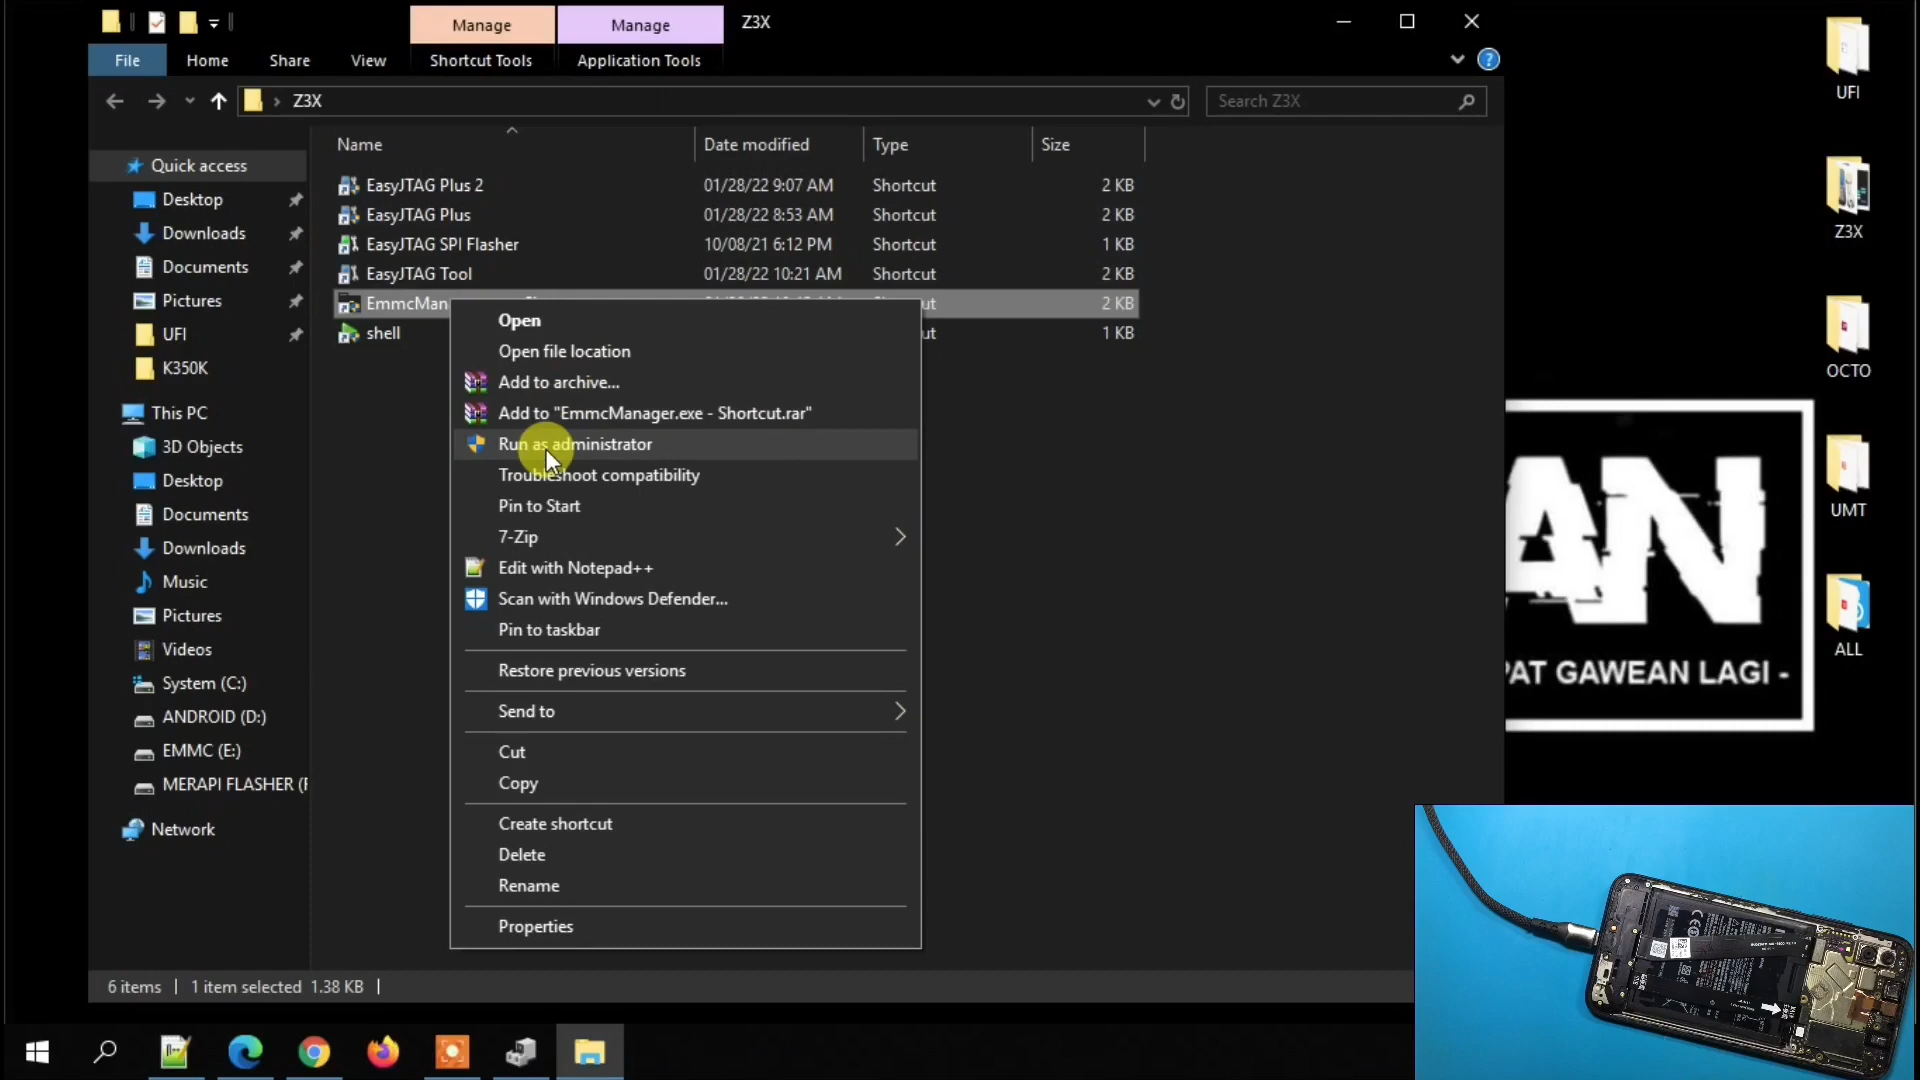 Manage
Manage
Z3X
File
Home
Share
View
Shortcut Tools
Application Tools
Z3X
Search Z3X
Name
Date modified
Type
Size
Quick access
Desktop
Downloads
Documents
Pictures
UFI
K350K
This PC
3D Objects
Desktop
Documents
Downloads
Music
Pictures
Videos
System (C:)
ANDROID (D:)
EMMC (E:)
MERAPI FLASHER (F
Network
EasyJTAG Plus 2 01/28/22 9:07 AM Shortcut 2 KB
EasyJTAG Plus 01/28/22 8:53 AM Shortcut 2 KB
EasyJTAG SPI Flasher 10/08/21 6:12 PM Shortcut 1 KB
EasyJTAG Tool 01/28/22 10:21 AM Shortcut 2 KB
EmmcMan ut 2 KB
shell ut 1 KB
Open
Open file location
Add to archive...
Add to "EmmcManager.exe - Shortcut.rar"
Run as administrator
Troubleshoot compatibility
Pin to Start
7-Zip
Edit with Notepad++
Scan with Windows Defender...
Pin to taskbar
Restore previous versions
Send to
Cut
Copy
Create shortcut
Delete
Rename
Properties
6 items
1 item selected 1.38 KB
UFI
Z3X
OCTO
UMT
ALL
AN
PAT GAWEAN LAGI -